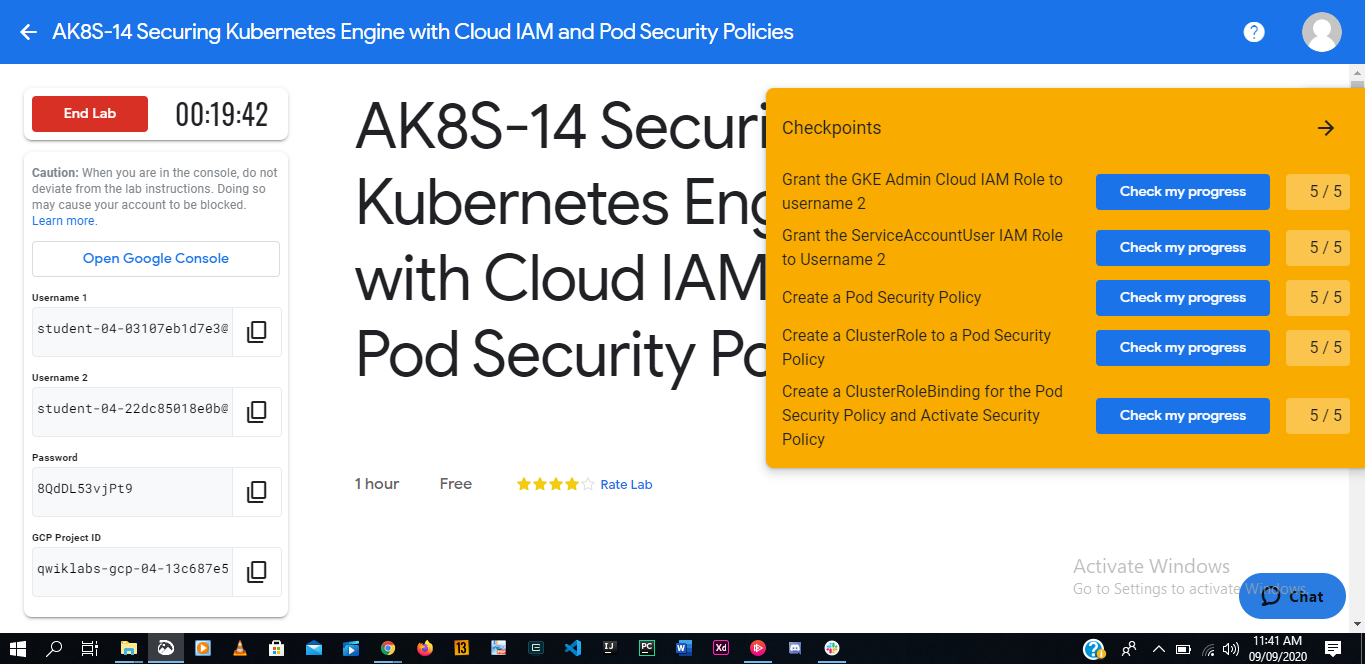 AK8S-14 Securing Kubernetes Engine with Cloud IAM and Pod Security Policies
?
End Lab
00:19:42
Caution: When you are in the console, do not
deviate from the lab instructions. Doing so
may cause your account to be blocked.
Learn more.
Open Google Console
Username 1
student-04-03107eb1d7e3@
Username 2
student-04-22dc85018e0b@
Password
8QdDL53vjPt9
GCP Project ID
qwiklabs-gcp-04-13c687e5
AK8S-14 Securi
Kubernetes Eng
with Cloud IAM
Pod Security Po
1 hour
Free
Rate Lab
Checkpoints
Grant the GKE Admin Cloud IAM Role to
username 2
Check my progress
5 / 5
Grant the ServiceAccountUser IAM Role
to Username 2
Check my progress
5 / 5
Create a Pod Security Policy
Check my progress
5 / 5
Create a ClusterRole to a Pod Security
Policy
Check my progress
5 / 5
Create a ClusterRoleBinding for the Pod
Security Policy and Activate Security
Policy
Check my progress
5 / 5
Activate Windows
Go to Settings to activate Windows.
Chat
13
E
IJ
PC
W
Xd
?
11:41 AM
09/09/2020